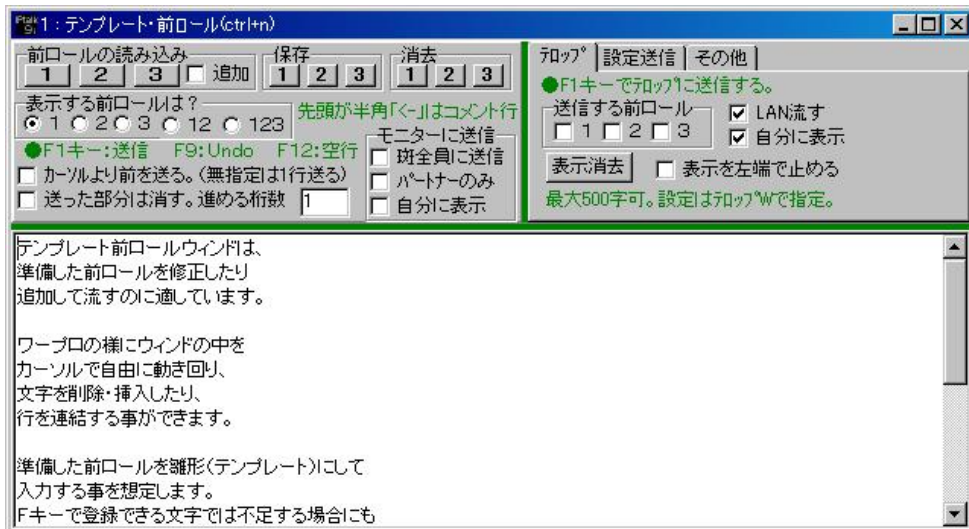 Ptalk 9i 1:テンプレート・前ロール(ctrl+n)
前ロールの読み込み
1 2 3 追加
保存
1 2 3
消去
1 2 3
表示する前ロールは?
1 2 3 12 123
先頭が半角「<-」はコメント行
●F1キー:送信 F9:Undo F12:空行
カーソルより前を送る。(無指定は1行送る)
送った部分は消す。進める桁数 1
モニターに送信
班全員に送信
パートナーのみ
自分に表示
テロップ 設定送信 その他
●F1キーでテロップに送信する。
送信する前ロール
1 2 3
LAN流す
自分に表示
表示消去 表示を左端で止める
最大500字可。設定はテロップWで指定。
テンプレート前ロールウィンドは、
準備した前ロールを修正したり
追加して流すのに適しています。
ワープロの様にウィンドの中を
カーソルで自由に動き回り、
文字を削除・挿入したり、
行を連結する事ができます。
準備した前ロールを雛形(テンプレート)にして
入力する事を想定します。
Fキーで登録できる文字では不足する場合にも